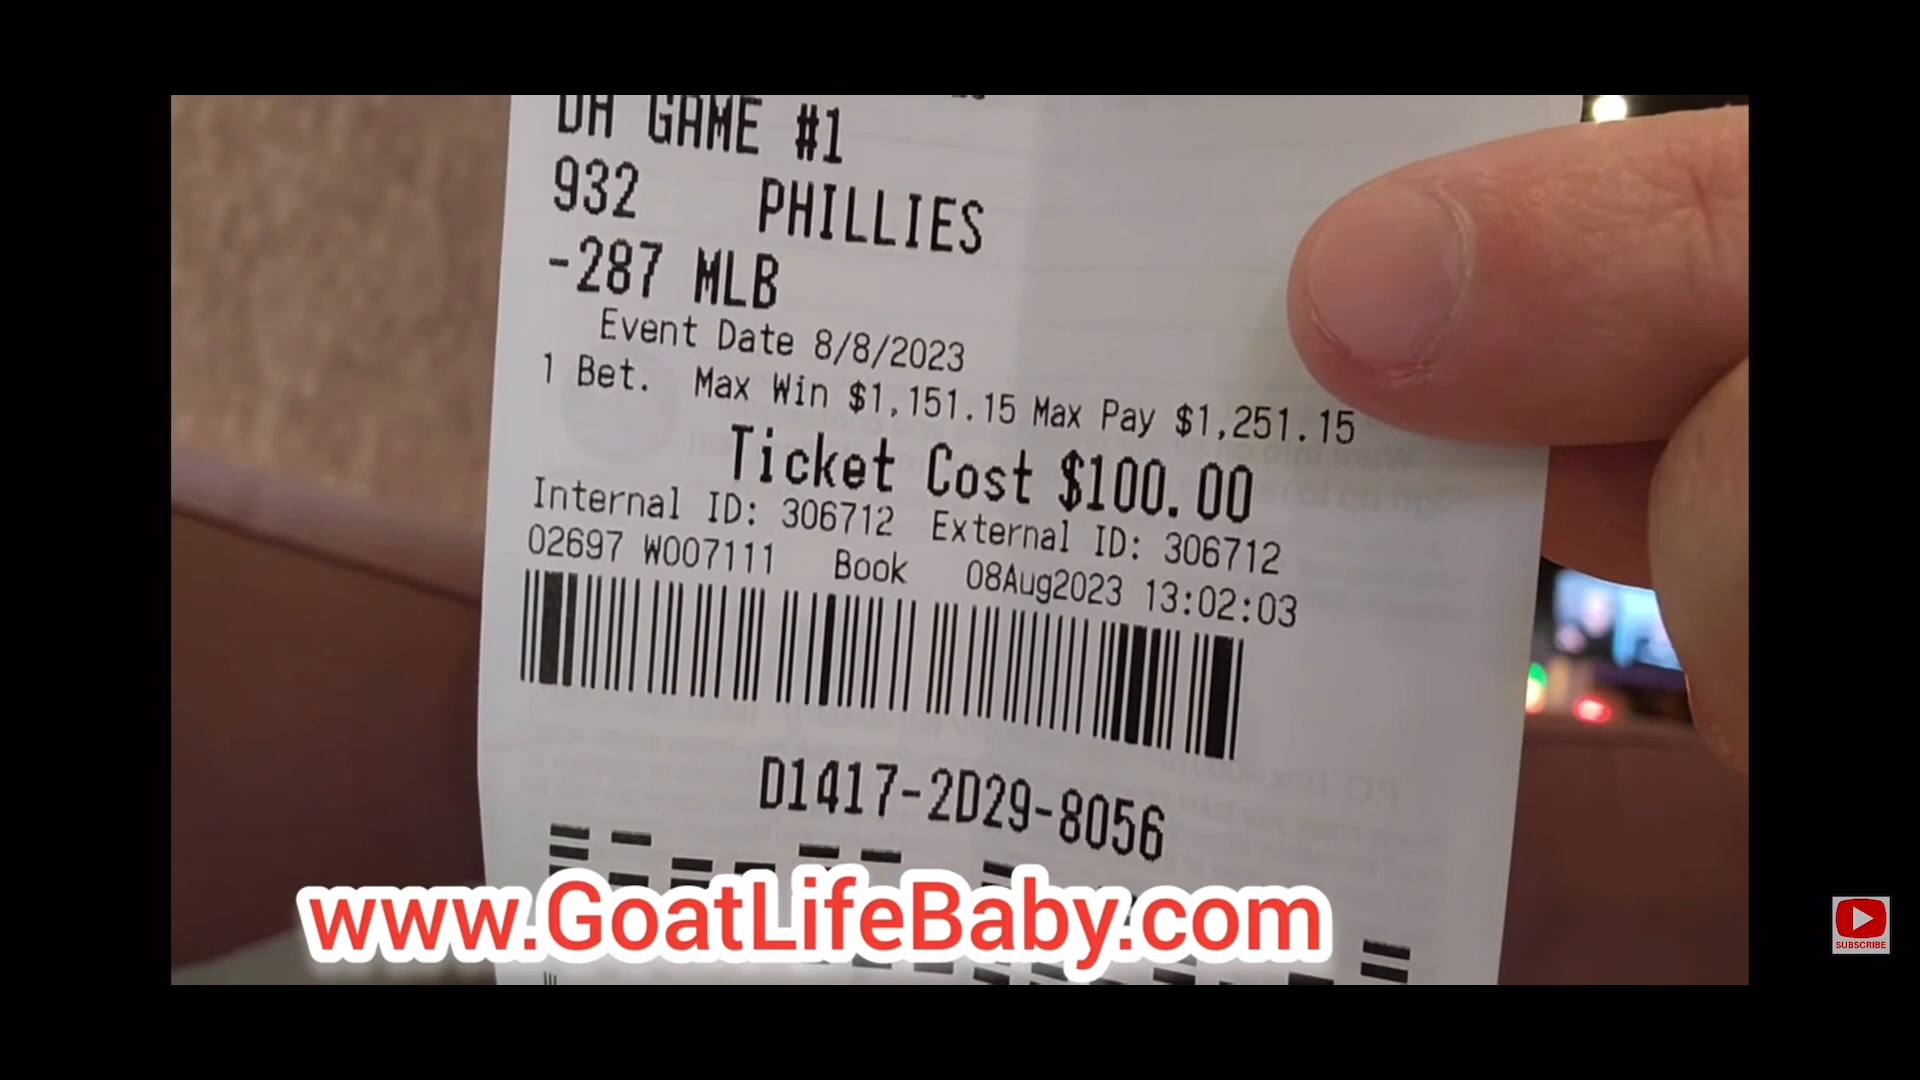 DH GAME #1
932 PHILLIES
-287 MLB
Event Date 8/8/2023
1 Bet. Max Win $1,151.15 Max Pay $1,251.15
Ticket Cost $100.00
Internal ID: 306712 External ID: 306712
02697 W007111 Book 08Aug2023 13:02:03
D1417-2D29-8056
www.GoatLifeBaby.com
SUBSCRIBE